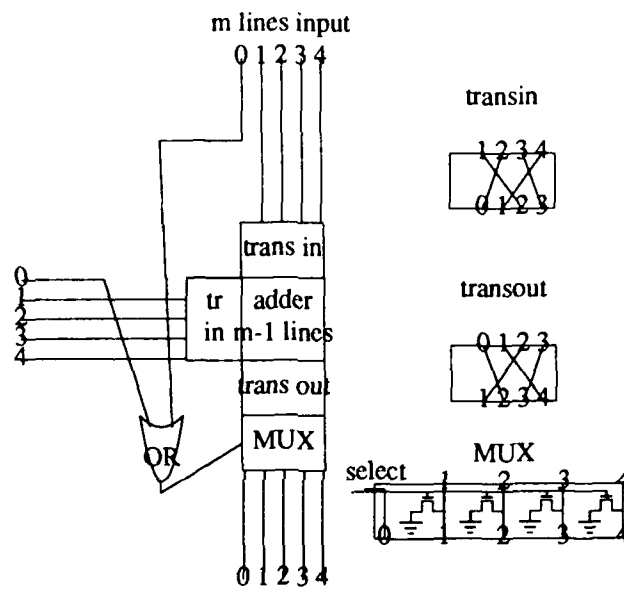 m lines input
0 1 2 3 4
transin
1 2 3 4
0 1 2 3
trans in
0
1
2
3
4
tr
in
adder
m-1 lines
transout
0 1 2 3
1 2 3 4
trans out
OR
MUX
MUX
select
1 2 3
0 1 2 3
0 1 2 3 4